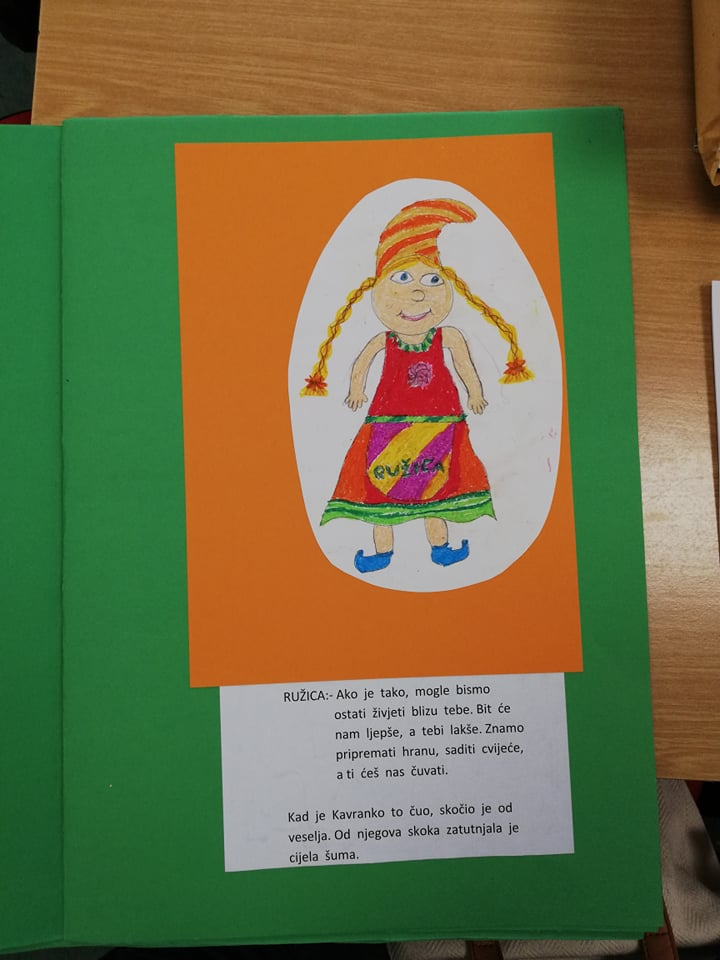 RUŽICA
RUŽICA:- Ako je tako, mogle bismo
ostati živjeti blizu tebe. Bit će
nam ljepše, a tebi lakše. Znamo
pripremati hranu, saditi cvijeće,
a ti ćeš nas čuvati.
Kad je Kavranko to čuo, skočio je od
veselja. Od njegova skoka zatutnjala je
cijela šuma.